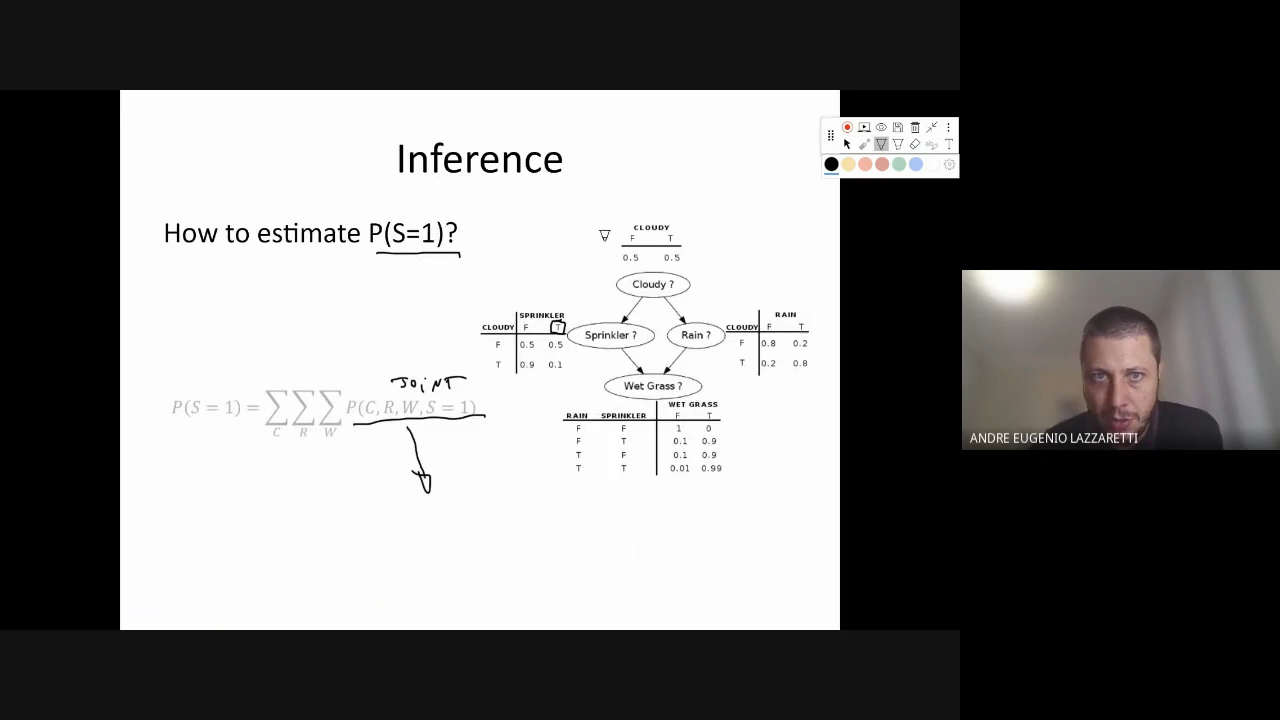 Inference
How to estimate P(S=1)?
CLOUDY
F T
0.5 0.5
Cloudy ?
SPRINKLER
CLOUDY F T
F 0.5 0.5
T 0.9 0.1
Sprinkler ?
Rain ?
RAIN
CLOUDY F T
F 0.8 0.2
T 0.2 0.8
Wet Grass ?
WET GRASS
RAIN SPRINKLER F T
F F 1 0
F T 0.1 0.9
T F 0.1 0.9
T T 0.01 0.99
JOINT
P(S = 1) = ∑ ∑ ∑ P(C, R, W, S = 1)
C R W
ANDRE EUGENIO LAZZARETTI